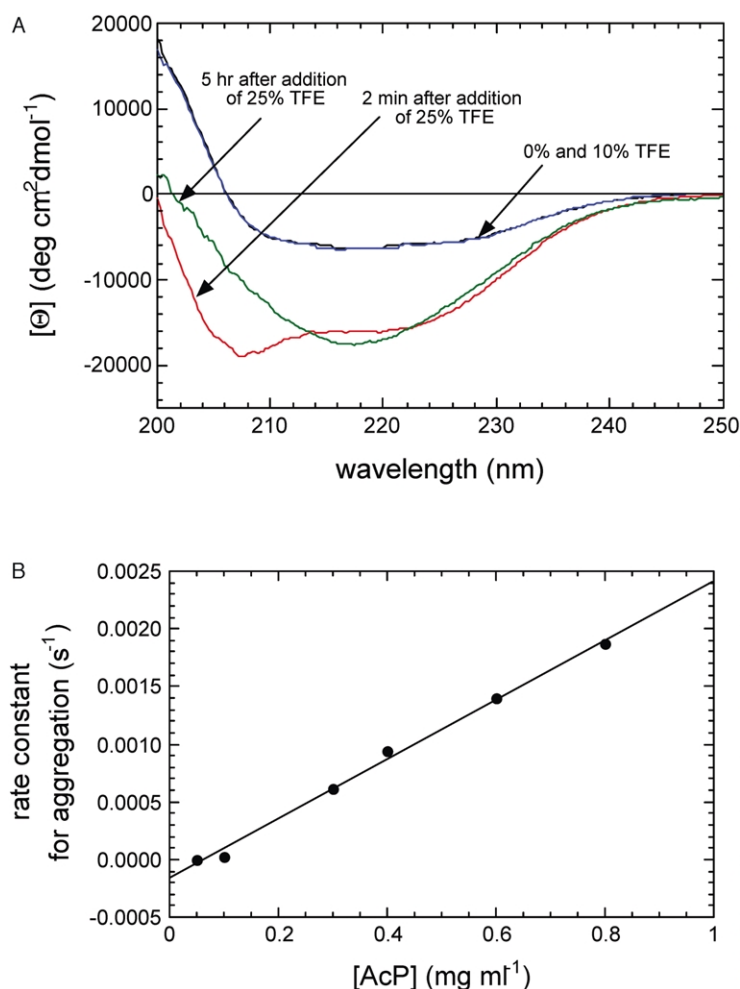 A
20000
10000
0
-10000
-20000
[Θ] (deg cm²dmol⁻¹)
5 hr after addition
of 25% TFE
2 min after addition
of 25% TFE
0% and 10% TFE
200 210 220 230 240 250
wavelength (nm)
B
0.0025
0.0020
0.0015
0.0010
0.0005
0.0000
-0.0005
rate constant
for aggregation (s⁻¹)
0 0.2 0.4 0.6 0.8 1
[AcP] (mg ml⁻¹)